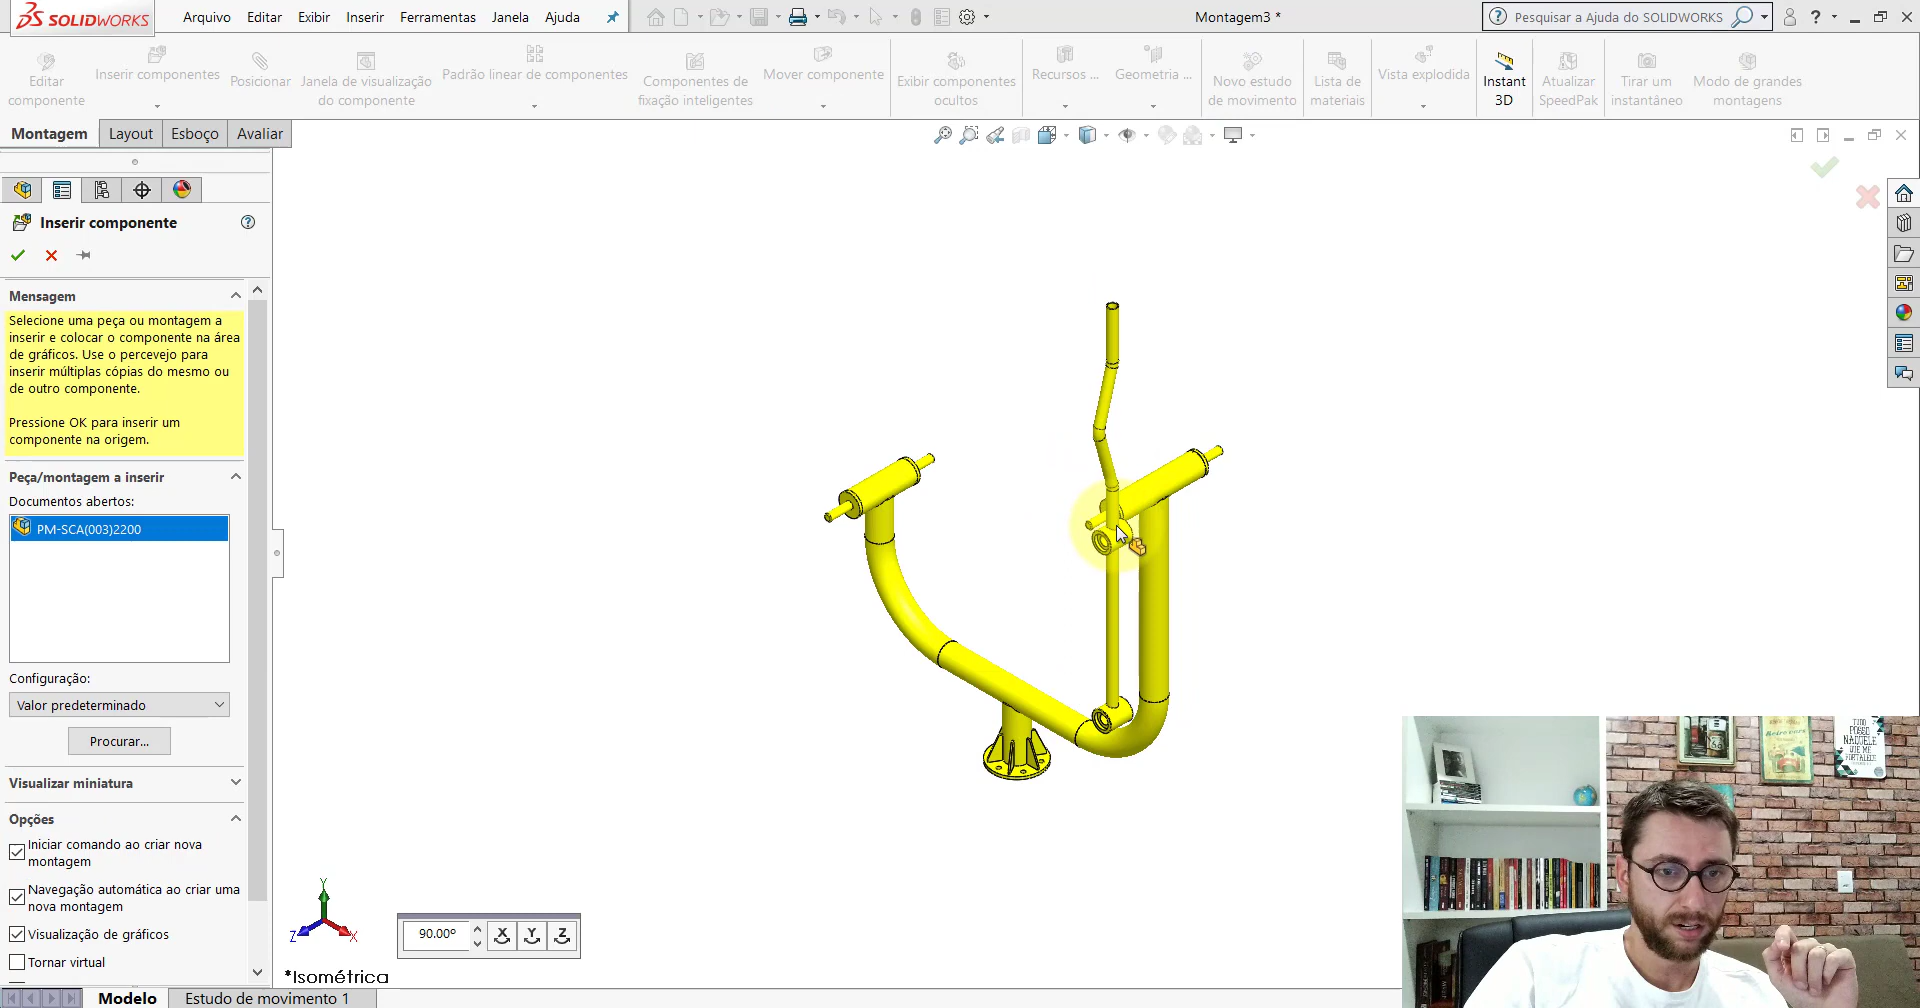 SOLIDWORKS
Arquivo
Editar
Exibir
Inserir
Ferramentas
Janela
Ajuda
Montagem3 *
Pesquisar a Ajuda do SOLIDWORKS
Editar
componente
Inserir componentes
Posicionar
Janela de visualização
do componente
Padrão linear de componentes
Componentes de
fixação inteligentes
Mover componente
Exibir componentes
ocultos
Recursos ...
Geometria ...
Novo estudo
de movimento
Lista de
materiais
Vista explodida
Instant
3D
Atualizar
SpeedPak
Tirar um
instantâneo
Modo de grandes
montagens
Montagem
Layout
Esboço
Avaliar
Inserir componente
Mensagem
Selecione uma peça ou montagem a
inserir e colocar o componente na área
de gráficos. Use o percevejo para
inserir múltiplas cópias do mesmo ou
de outro componente.
Pressione OK para inserir um
componente na origem.
Peça/montagem a inserir
Documentos abertos:
PM-SCA(003)2200
Configuração:
Valor predeterminado
Procurar...
Visualizar miniatura
Opções
Iniciar comando ao criar nova
montagem
Navegação automática ao criar uma
nova montagem
Visualização de gráficos
Tornar virtual
Y
Z
X
90.00º
X
Y
Z
*Isométrica
Modelo
Estudo de movimento 1
TUDO
POSSO
NAQUELE
QUE ME
FORTALECE